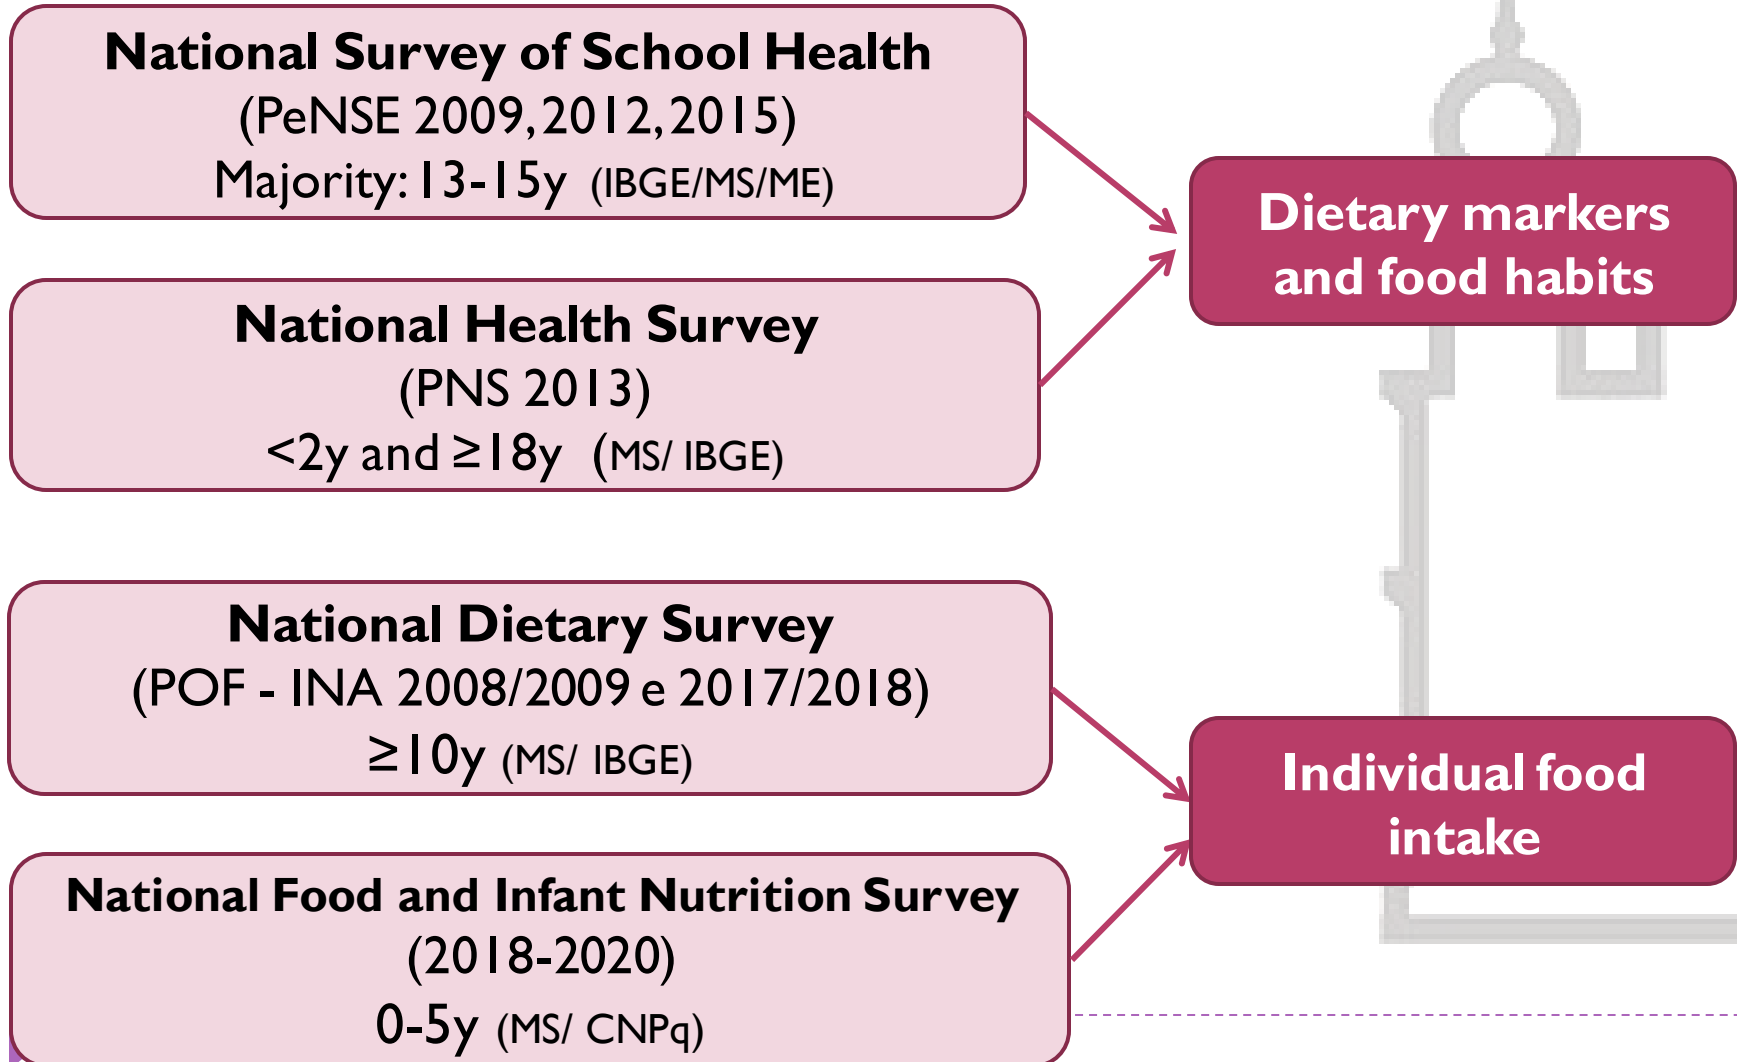 National Survey of School Health
(PeNSE 2009, 2012, 2015)
Majority: 13-15y (IBGE/MS/ME)
Dietary markers
and food habits
National Health Survey
(PNS 2013)
<2y and ≥18y (MS/ IBGE)
National Dietary Survey
(POF - INA 2008/2009 e 2017/2018)
≥10y (MS/ IBGE)
Individual food
intake
National Food and Infant Nutrition Survey
(2018-2020)
0-5y (MS/ CNPq)